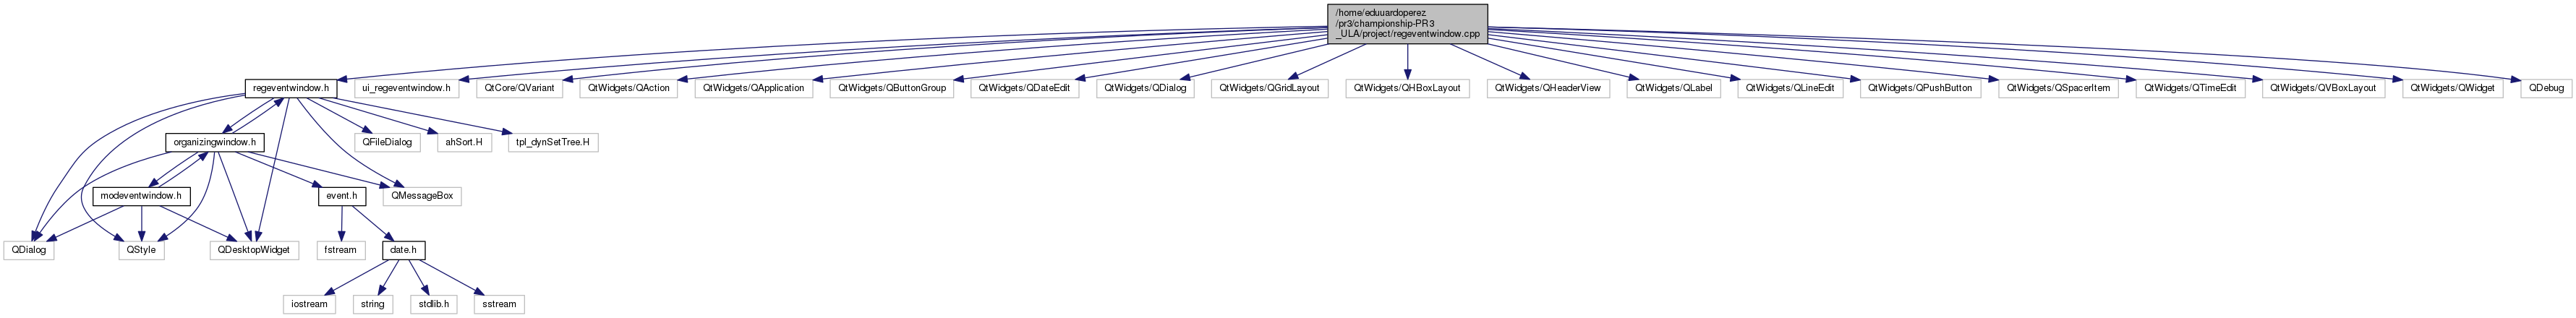 /home/eduuardoperez
/pr3/championship-PR3
_ULA/project/regeventwindow.cpp
regeventwindow.h
ui_regeventwindow.h
QtCore/QVariant
QtWidgets/QAction
QtWidgets/QApplication
QtWidgets/QButtonGroup
QtWidgets/QDateEdit
QtWidgets/QDialog
QtWidgets/QGridLayout
QtWidgets/QHBoxLayout
QtWidgets/QHeaderView
QtWidgets/QLabel
QtWidgets/QLineEdit
QtWidgets/QPushButton
QtWidgets/QSpacerItem
QtWidgets/QTimeEdit
QtWidgets/QVBoxLayout
QtWidgets/QWidget
QDebug
organizingwindow.h
QFileDialog
ahSort.H
tpl_dynSetTree.H
modeventwindow.h
event.h
QMessageBox
QDialog
QStyle
QDesktopWidget
fstream
date.h
iostream
string
stdlib.h
sstream